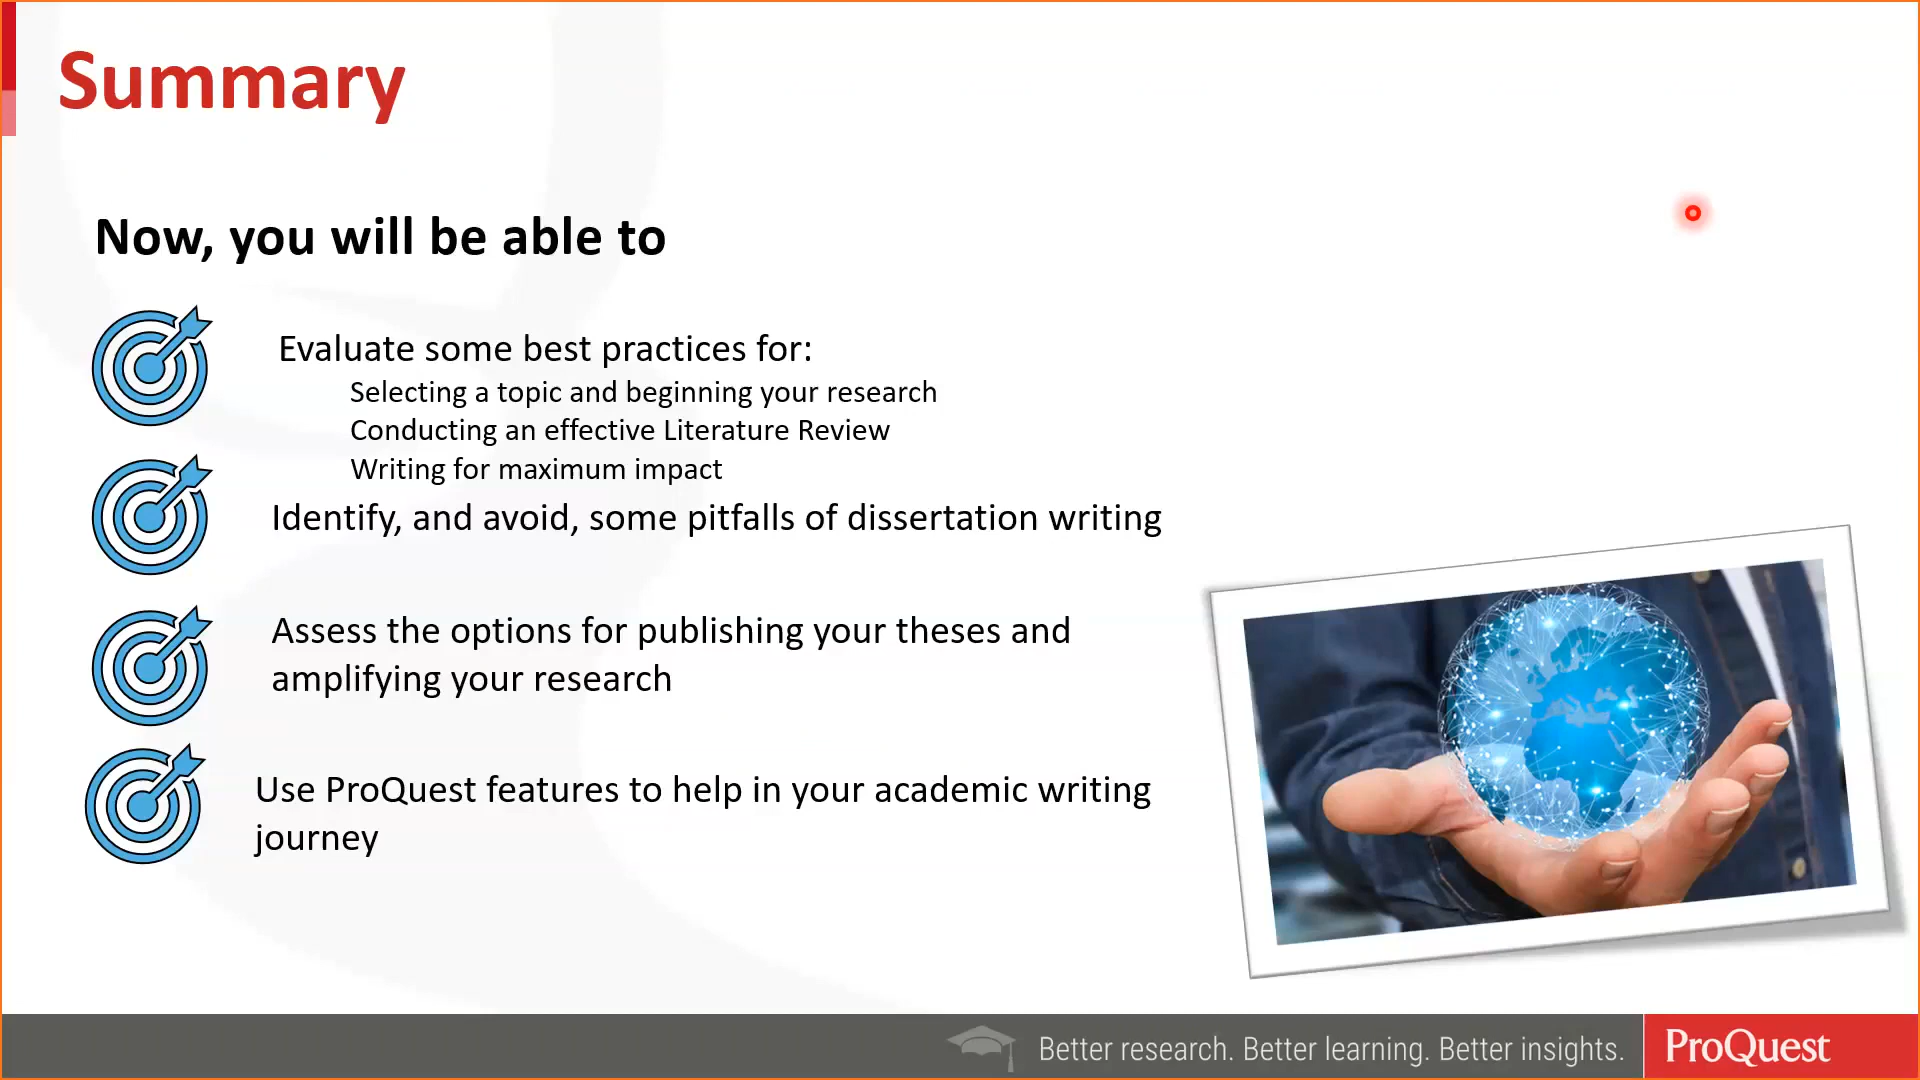 Summary
Now, you will be able to
Evaluate some best practices for:
Selecting a topic and beginning your research
Conducting an effective Literature Review
Writing for maximum impact
Identify, and avoid, some pitfalls of dissertation writing
Assess the options for publishing your theses and
amplifying your research
Use ProQuest features to help in your academic writing
journey
Better research. Better learning. Better insights.
ProQuest